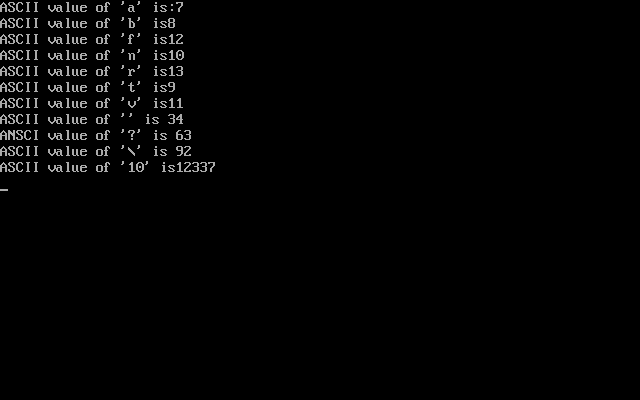 ASCII value of 'a' is:7
ASCII value of 'b' is8
ASCII value of 'f' is12
ASCII value of 'n' is10
ASCII value of 'r' is13
ASCII value of 't' is9
ASCII value of 'v' is11
ASCII value of '' is 34
ANSCI value of '?' is 63
ASCII value of '\' is 92
ASCII value of '10' is12337